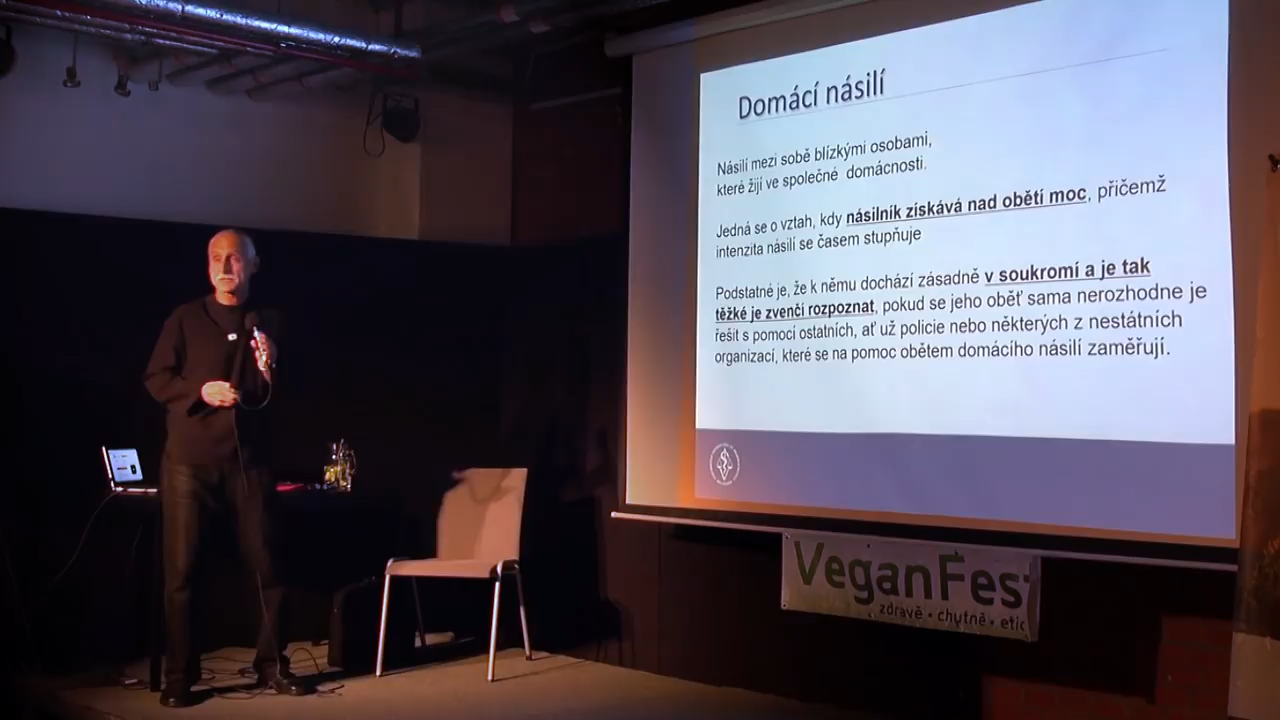 Domácí násilí
Násilí mezi sobě blízkými osobami,
které žijí ve společné domácnosti.
Jedná se o vztah, kdy násilník získává nad obětí moc, přičemž
intenzita násilí se časem stupňuje
Podstatné je, že k němu dochází zásadně v soukromí a je tak
těžké je zvenčí rozpoznat, pokud se jeho oběť sama nerozhodne je
řešit s pomocí ostatních, ať už policie nebo některých z nestátních
organizací, které se na pomoc obětem domácího násilí zaměřují.
VeganFes
zdravě • chutně • etic